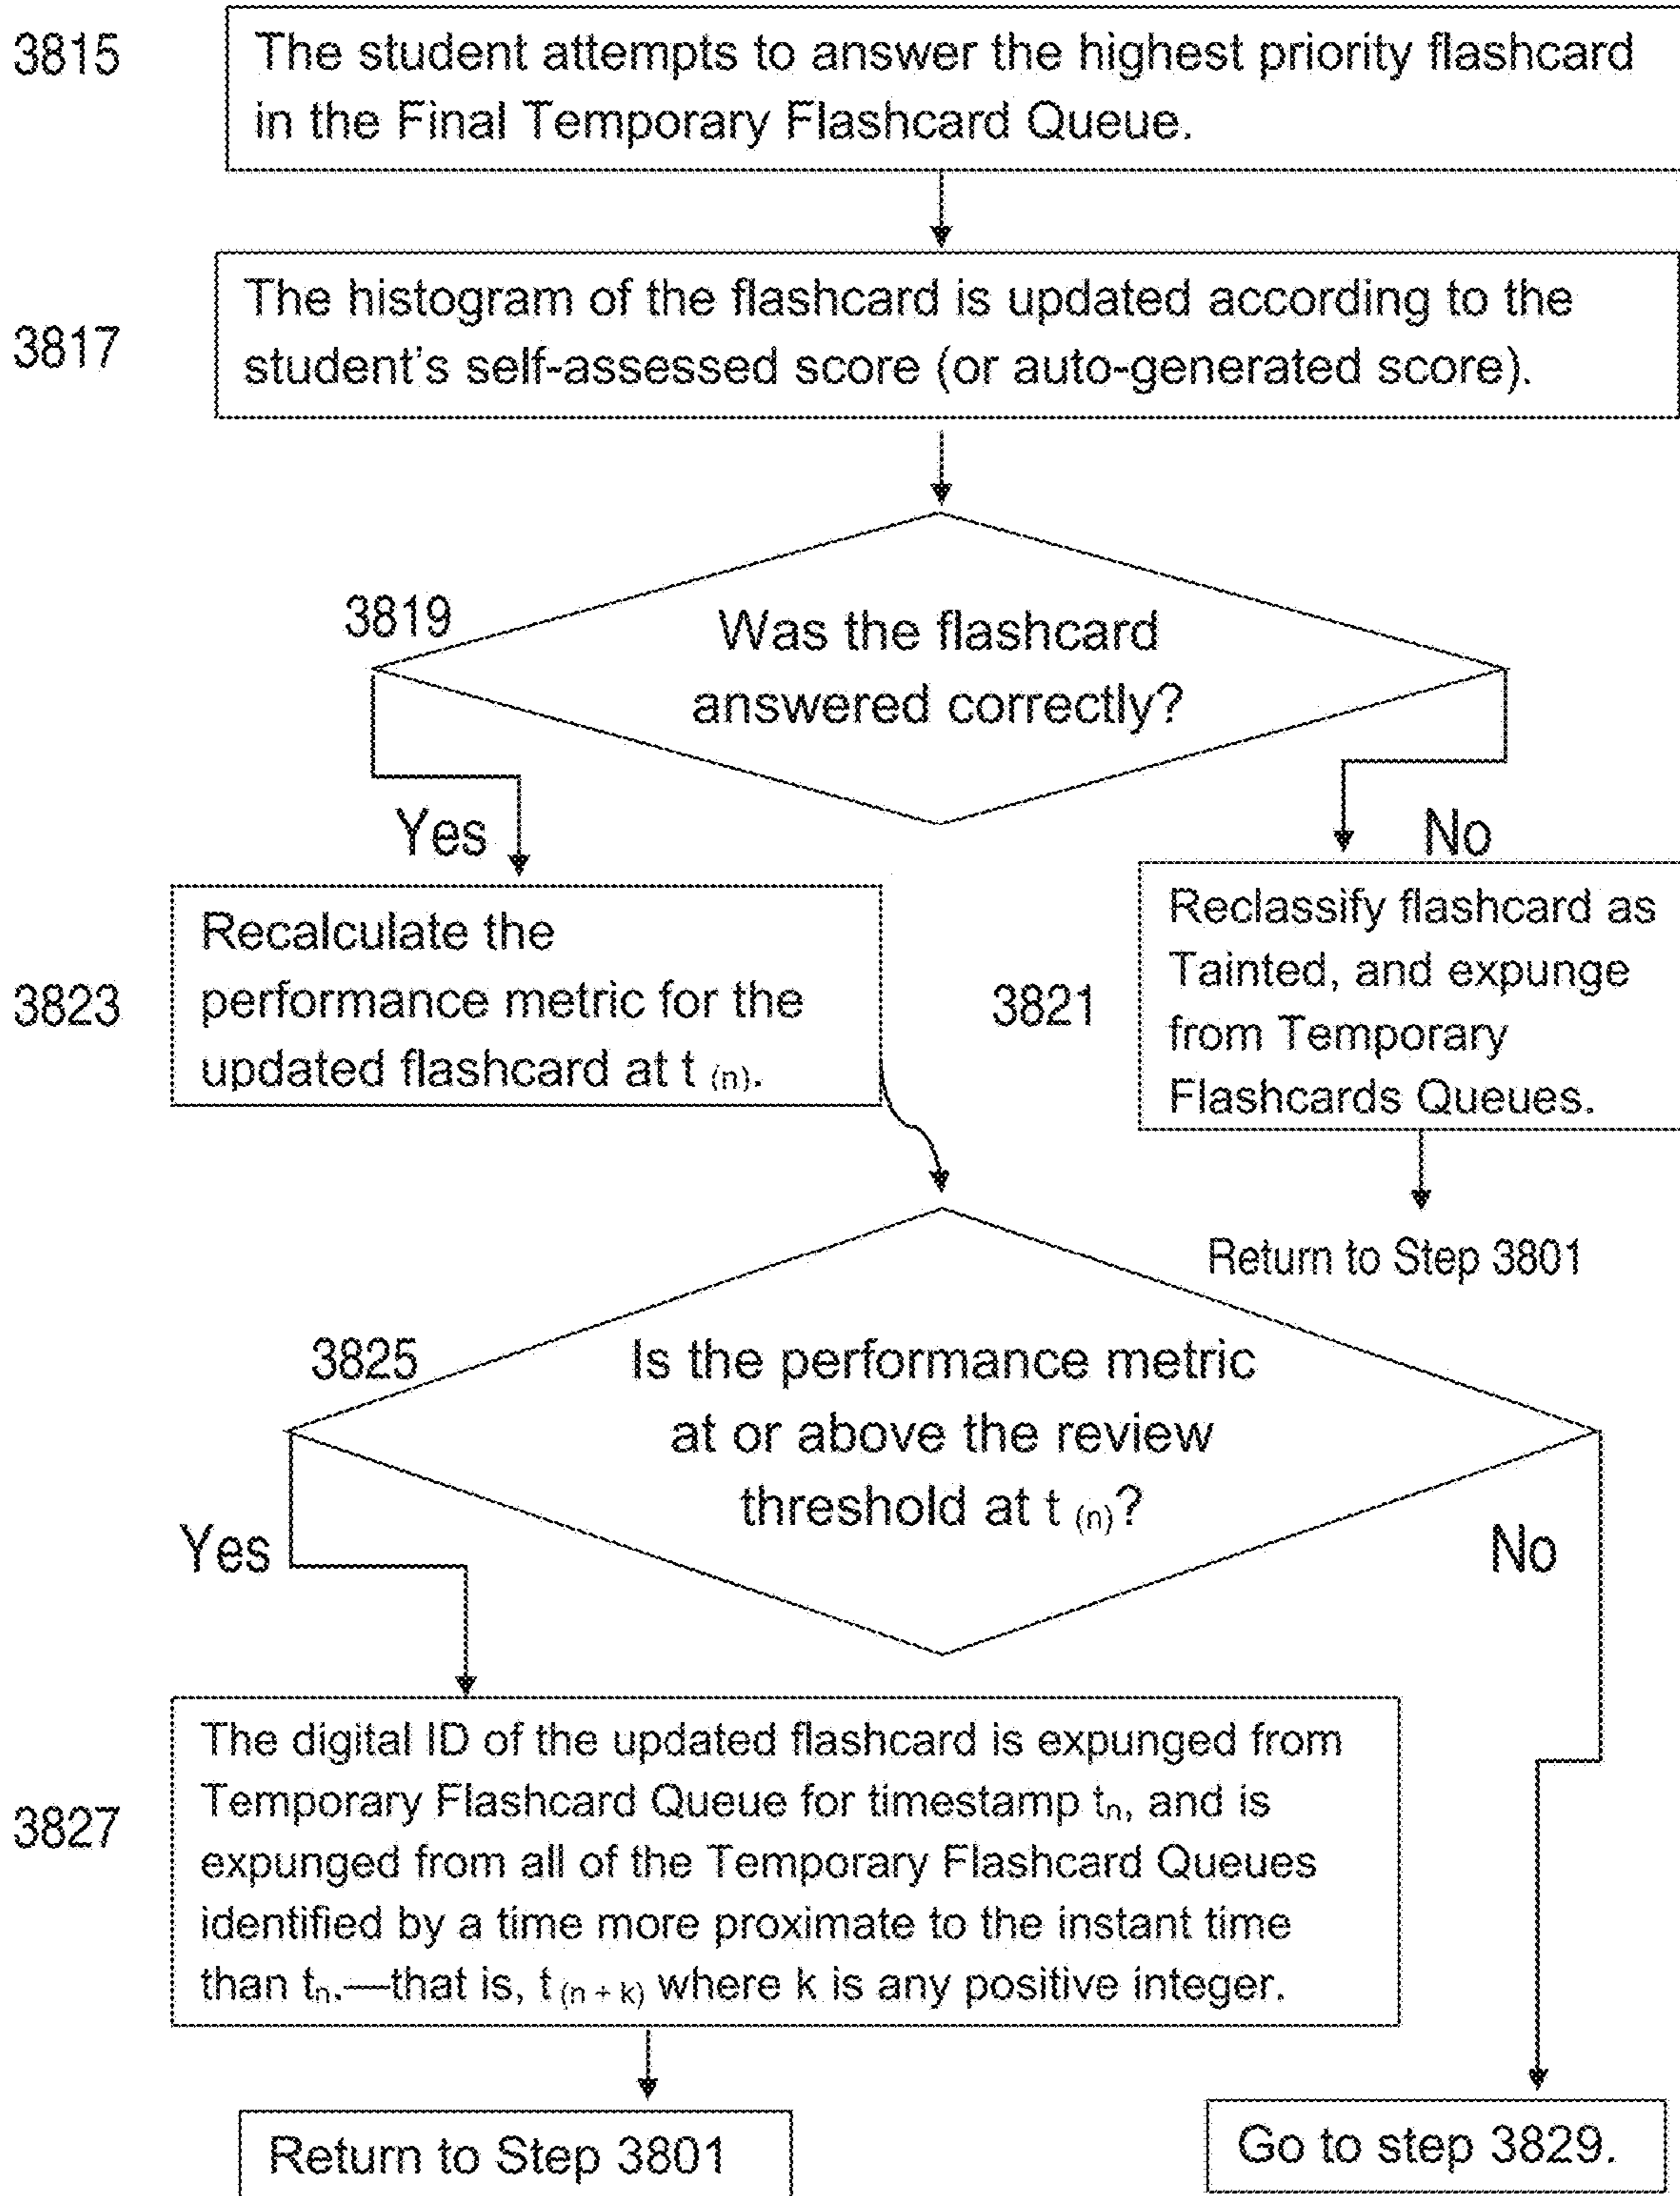 3815
The student attempts to answer the highest priority flashcard
in the Final Temporary Flashcard Queue.
3817
The histogram of the flashcard is updated according to the
student's self-assessed score (or auto-generated score).
3819
Was the flashcard
answered correctly?
Yes
No
3823
Recalculate the
performance metric for the
updated flashcard at t (n).
3821
Reclassify flashcard as
Tainted, and expunge
from Temporary
Flashcards Queues.
Return to Step 3801
3825
Is the performance metric
at or above the review
threshold at t (n)?
Yes
No
3827
The digital ID of the updated flashcard is expunged from
Temporary Flashcard Queue for timestamp tn, and is
expunged from all of the Temporary Flashcard Queues
identified by a time more proximate to the instant time
than tn.—that is, t (n + k) where k is any positive integer.
Return to Step 3801
Go to step 3829.